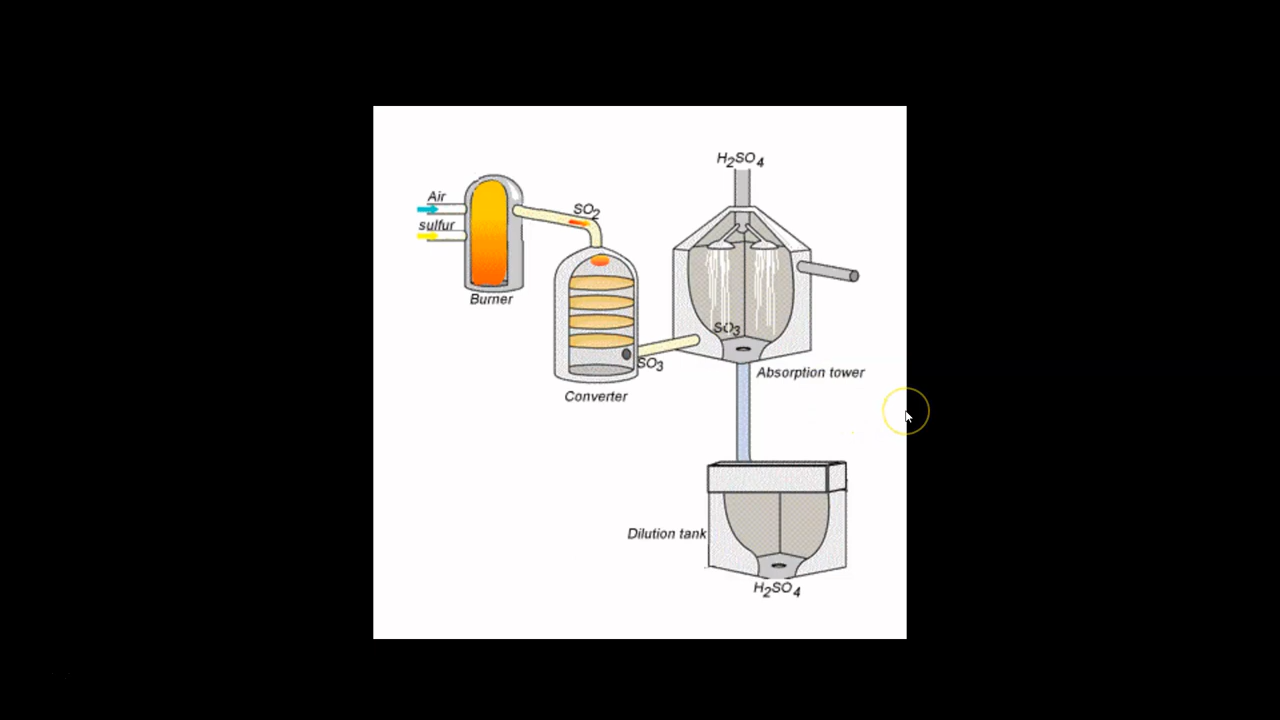 H2SO4
Air
SO2
sulfur
Burner
SO3
SO3
Absorption tower
Converter
Dilution tank
H2SO4